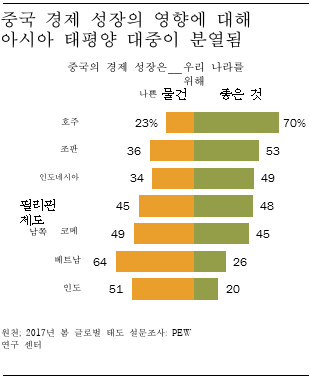 중국 경제 성장의 영향에 대해
아시아 태평양 대중이 분열됨
중국의 경제 성장은__우리 나라를
위해
나쁜 물건 좋은 것
호주 23% 70%
조판 36 53
인도네시아 34 49
필리핀 45 48
제도
남쪽 코메 49 45
베트남 64 26
인도 51 20
원천; 2017년 봄 글로벌 태도 설문조사: PEW
연구 센터